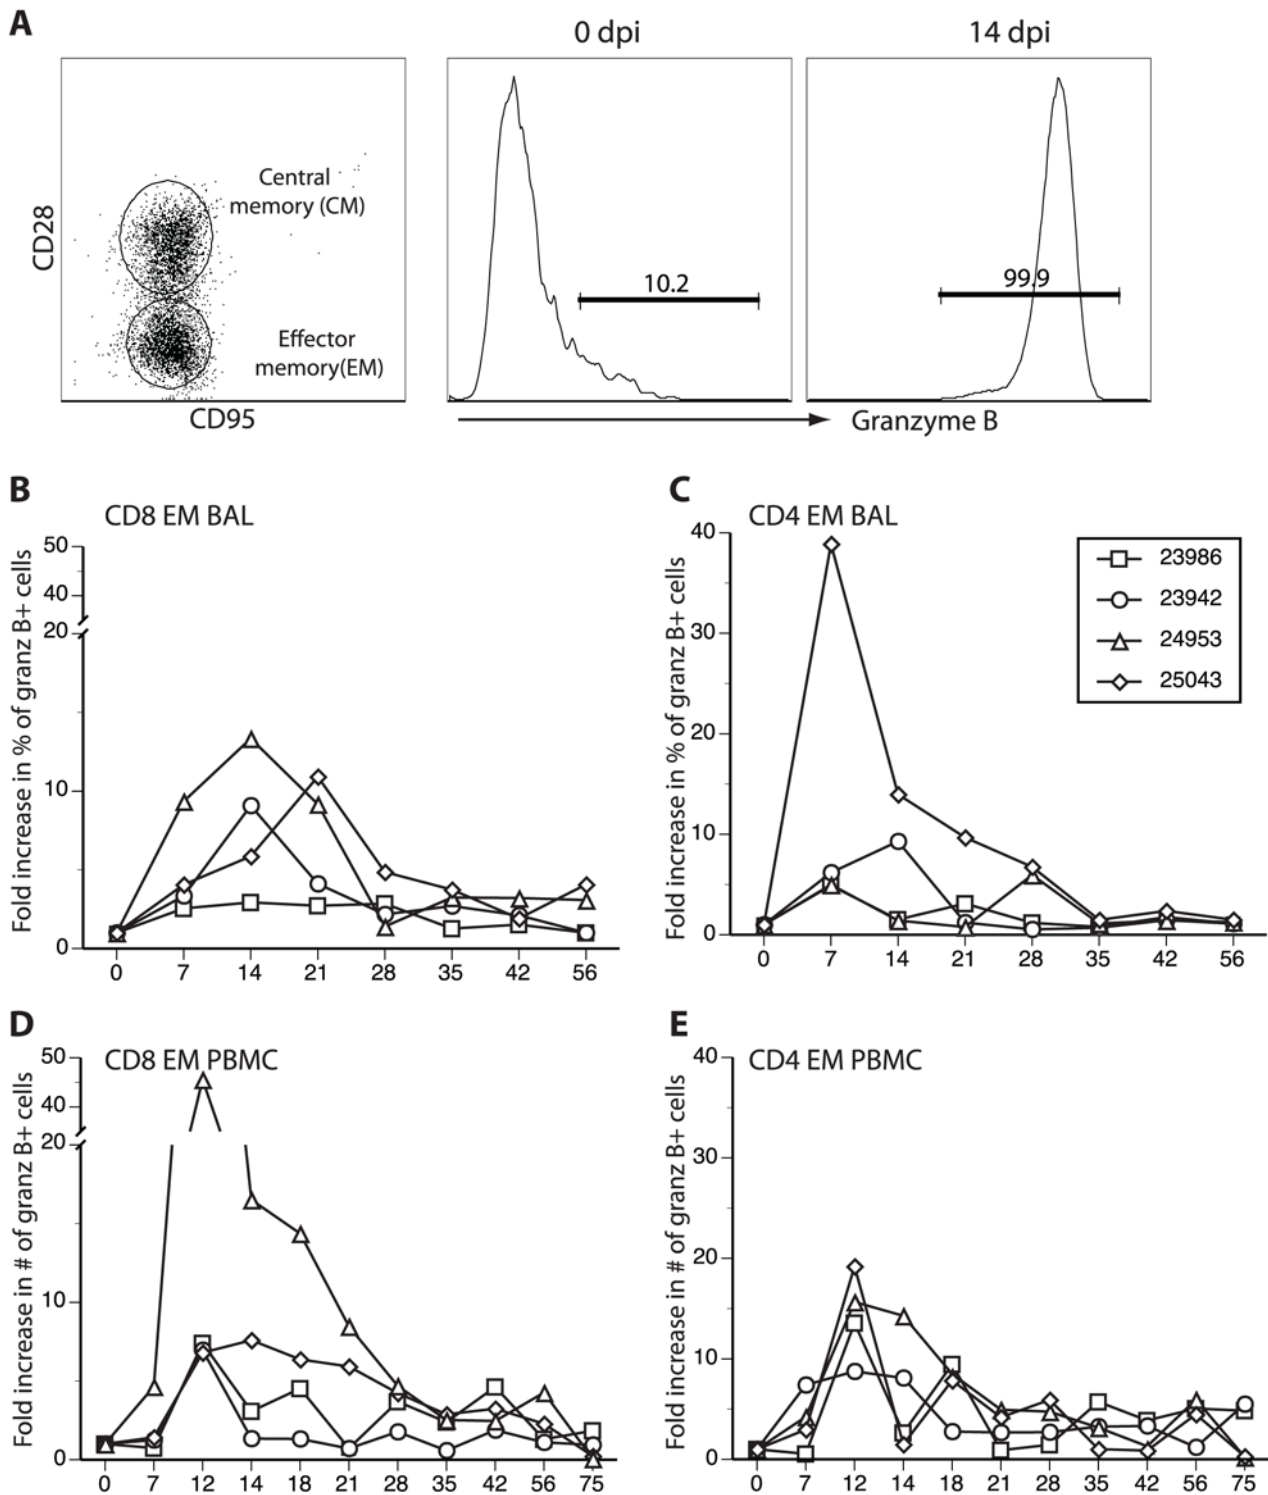 A
0 dpi
14 dpi
CD28
Central
memory (CM)
Effector
memory(EM)
CD95
10.2
99.9
Granzyme B
B
CD8 EM BAL
Fold increase in % of granz B+ cells
50
40
20
10
0
0 7 14 21 28 35 42 56
C
CD4 EM BAL
Fold increase in % of granz B+ cells
40
30
20
10
0
0 7 14 21 28 35 42 56
23986
23942
24953
25043
D
CD8 EM PBMC
Fold increase in # of granz B+ cells
50
40
20
10
0
0 7 12 14 18 21 28 35 42 56 75
E
CD4 EM PBMC
Fold increase in # of granz B+ cells
40
30
20
10
0
0 7 12 14 18 21 28 35 42 56 75